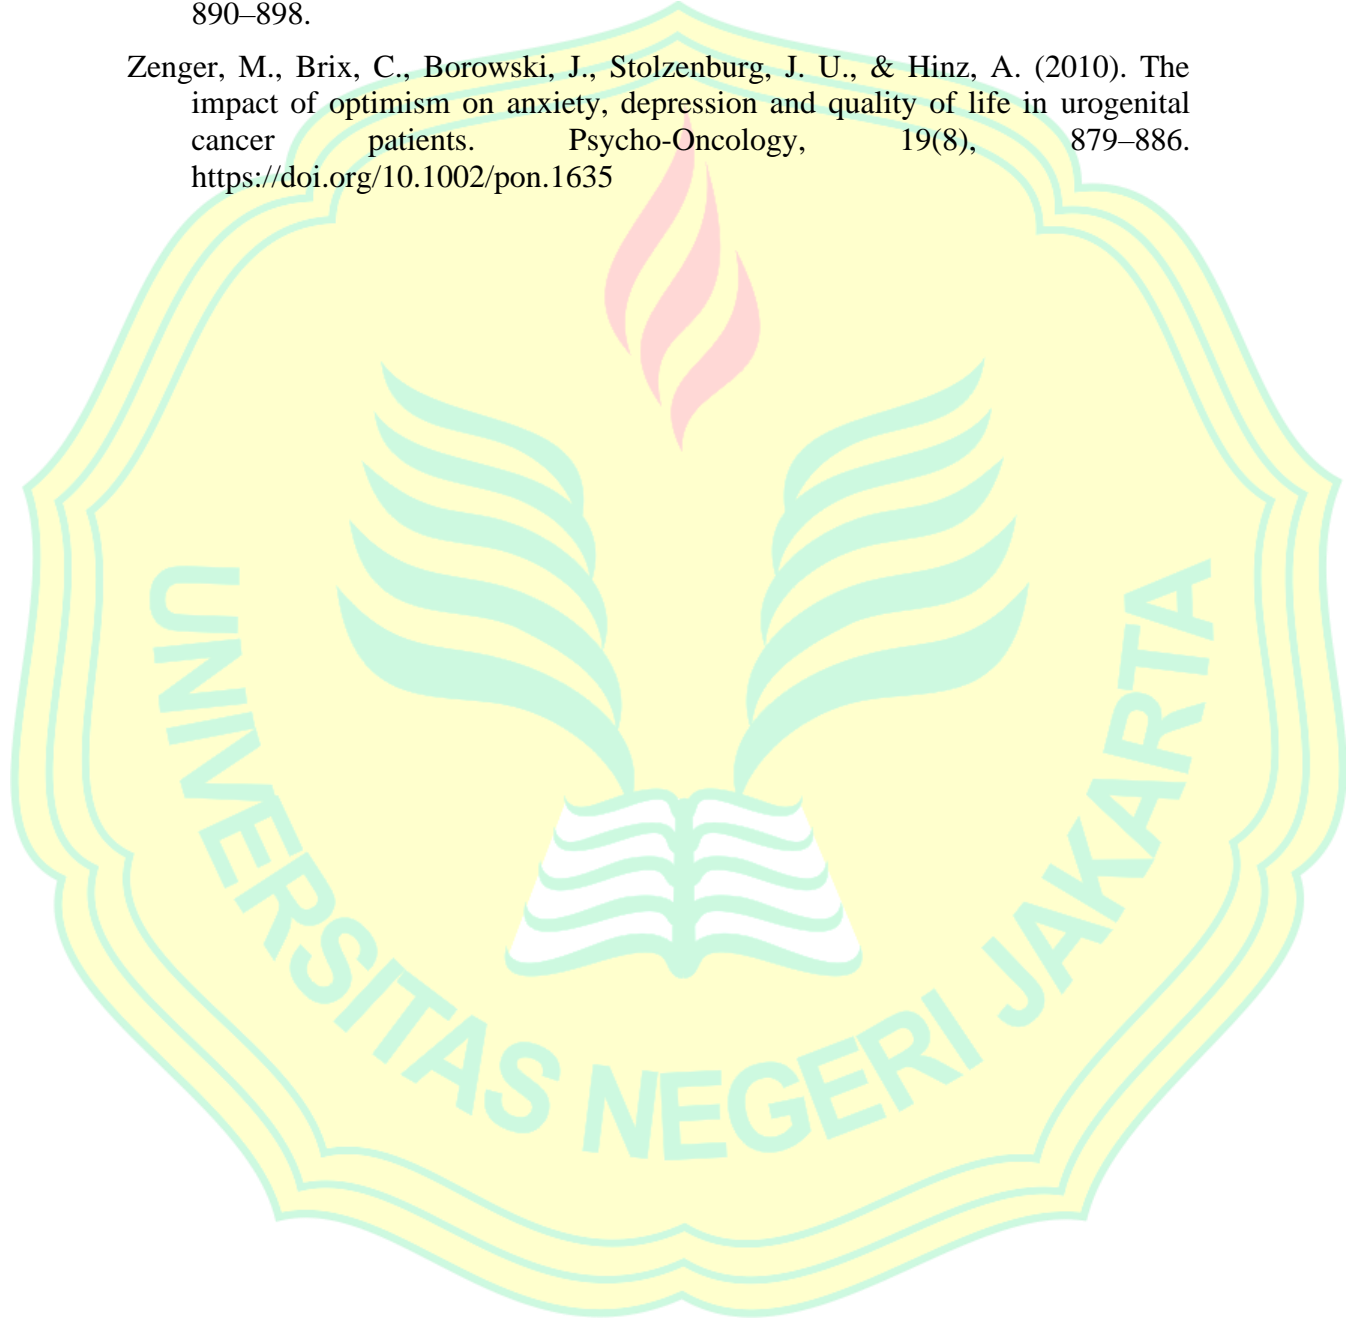 890–898.
Zenger, M., Brix, C., Borowski, J., Stolzenburg, J. U., & Hinz, A. (2010). The
impact of optimism on anxiety, depression and quality of life in urogenital
cancer patients. Psycho-Oncology, 19(8), 879–886.
https://doi.org/10.1002/pon.1635
UNIVERSITAS NEGERI JAKARTA